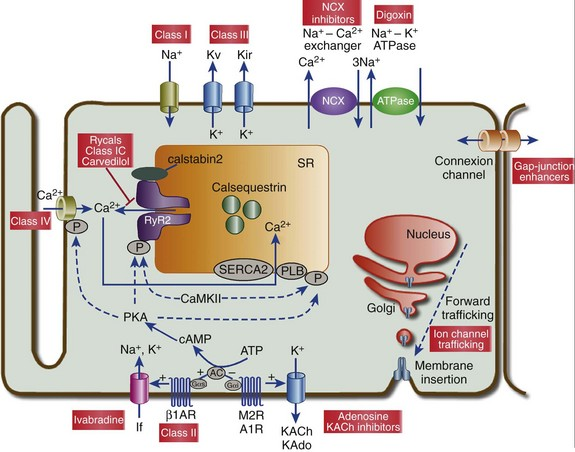 NCX
inhibitors
Digoxin
Class I
Class III
Na+ – Ca2+
exchanger
Na+ – K+
ATPase
Na+
Kv
Kir
Ca2+
3Na+
NCX
ATPase
K+
K+
Rycals
Class IC
Carvedilol
calstabin2
SR
Connexion
channel
Gap-junction
enhancers
Calsequestrin
Ca2+
Class IV
Ca2+
RyR2
Ca2+
P
P
Nucleus
SERCA2
PLB
P
CaMKII
Golgi
Forward
trafficking
PKA
Ion channel
trafficking
cAMP
ATP
Na+, K+
K+
Membrane
insertion
+
+
AC
–
+
Gαs
Gαi
Ivabradine
If
β1AR
Class II
M2R
A1R
KACh
KAdo
Adenosine
KACh inhibitors